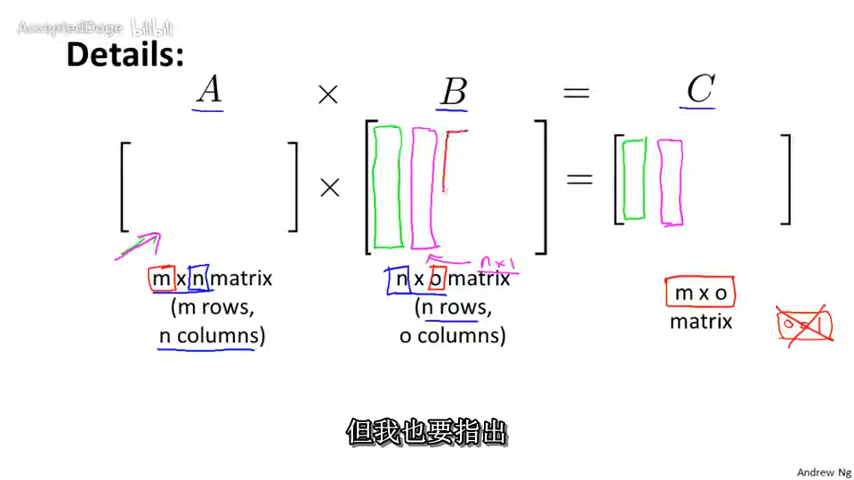 AcceptedDoge bilibili
Details:
A × B = C
× =
n x 1
m x n matrix
(m rows,
n columns)
n x o matrix
(n rows,
o columns)
m x o
matrix
但我也要指出
Andrew Ng